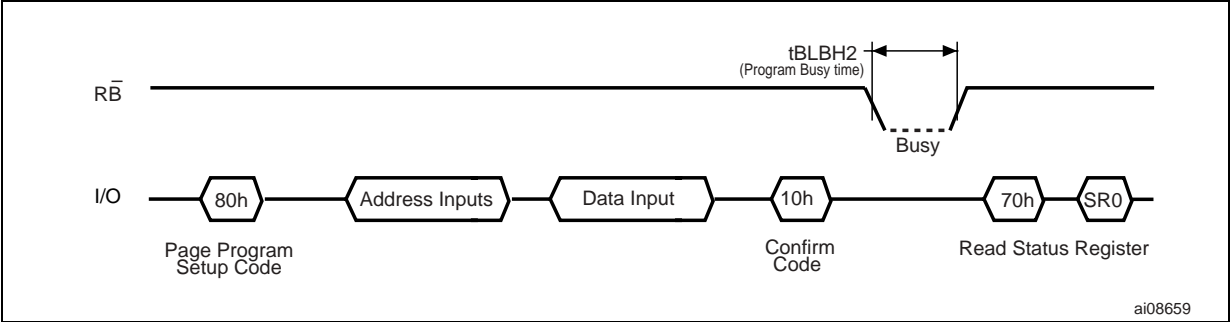 tBLBH2
(Program Busy time)
RB̅
Busy
I/O
80h
Address Inputs
Data Input
10h
70h
SR0
Page Program
Setup Code
Confirm
Code
Read Status Register
ai08659